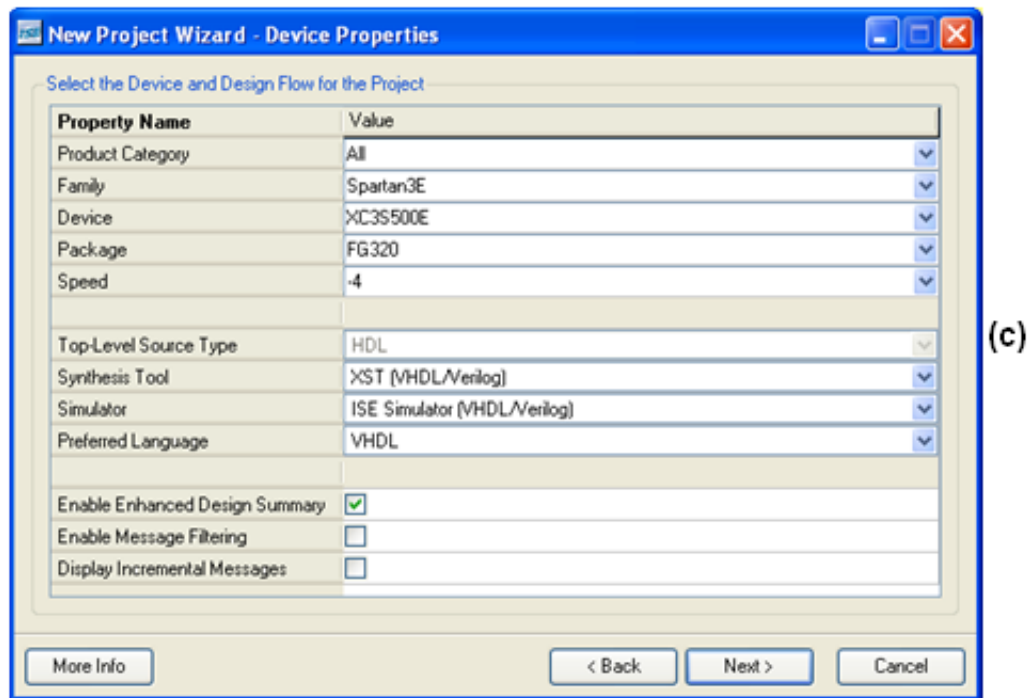 ISE New Project Wizard - Device Properties
Select the Device and Design Flow for the Project
Property Name Value
Product Category All
Family Spartan3E
Device XC3S500E
Package FG320
Speed -4
Top-Level Source Type HDL
(c)
Synthesis Tool XST (VHDL/Verilog)
Simulator ISE Simulator (VHDL/Verilog)
Preferred Language VHDL
Enable Enhanced Design Summary
Enable Message Filtering
Display Incremental Messages
More Info < Back Next > Cancel